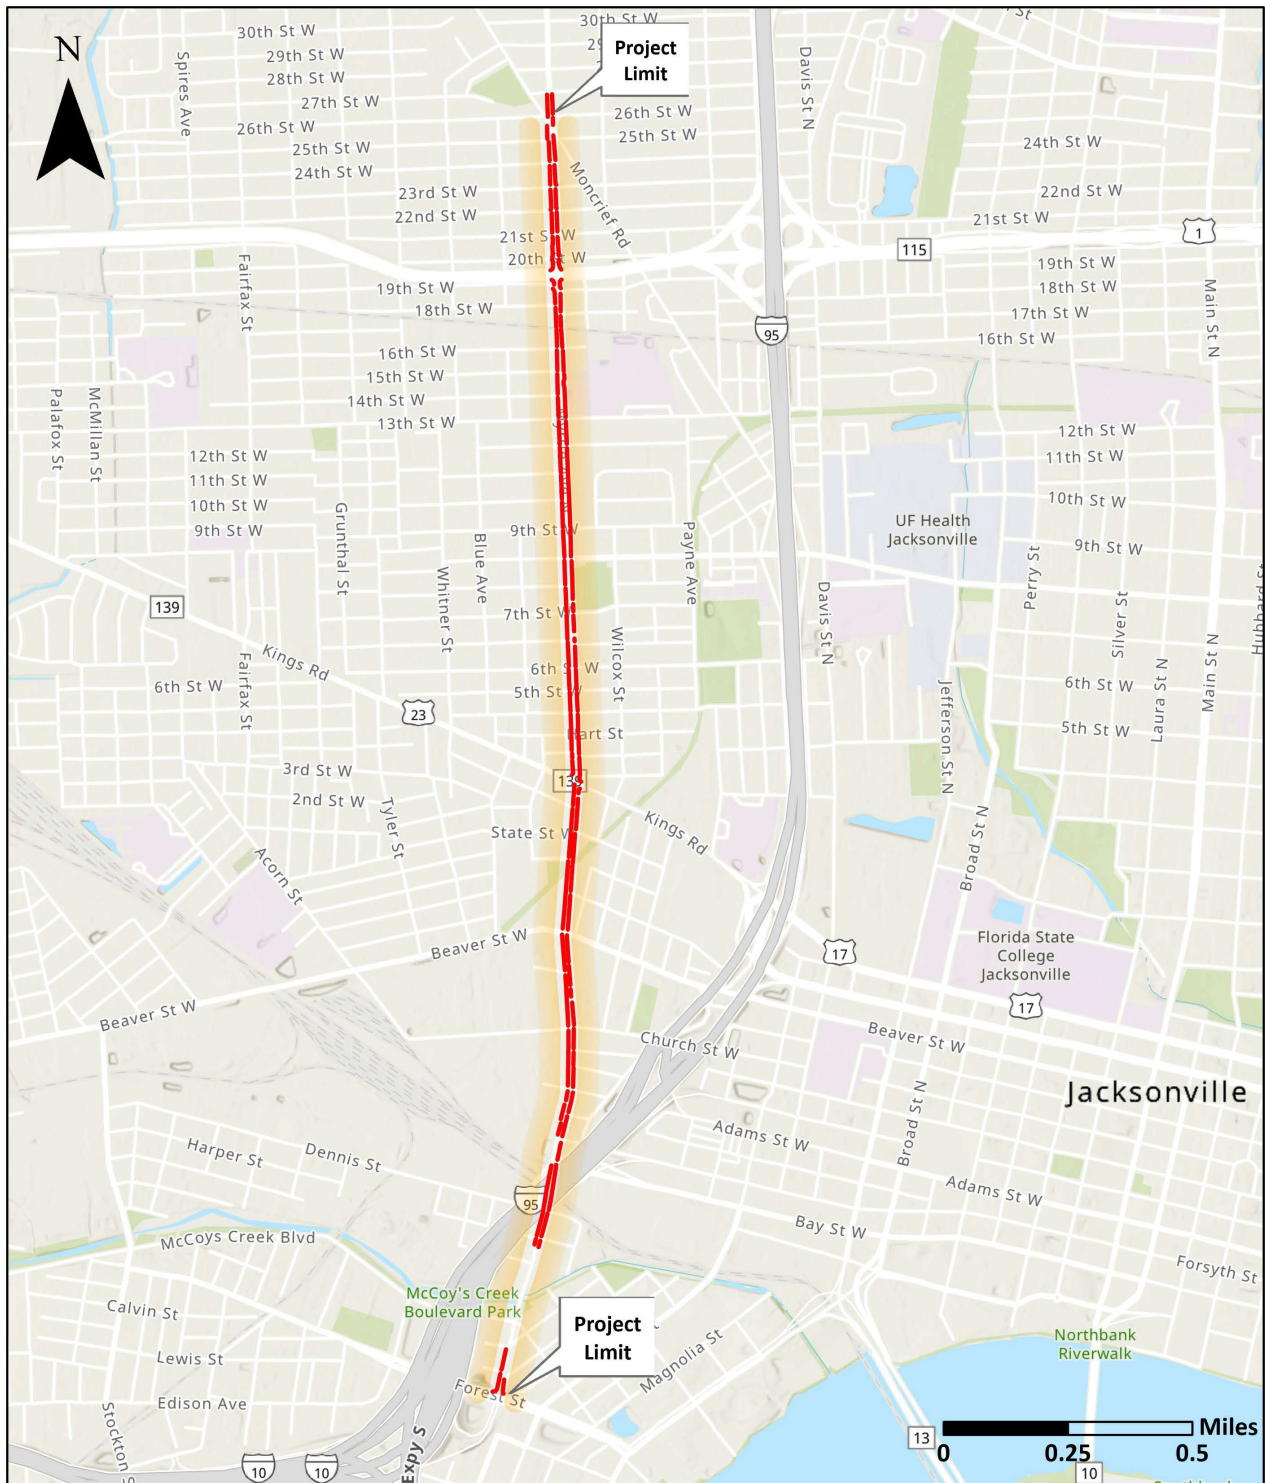 30th St W
30th St W
St
N
Spires Ave
29th St W
28th St W
27th St W
26th St W
25th St W
24th St W
23rd St W
22nd St W
21st St W
20th St W
29
Project
Limit
26th St W
25th St W
Moncrief Rd
Davis St N
24th St W
22nd St W
21st St W
1
115
19th St W
18th St W
17th St W
16th St W
Main St N
95
Fairfax St
19th St W
18th St W
16th St W
15th St W
14th St W
13th St W
Palafox St
McMillan St
12th St W
11th St W
10th St W
9th St W
Grunthal St
Blue Ave
Whitner St
9th St W
7th St W
6th St W
5th St W
Hart St
Wilcox St
Payne Ave
Davis St N
UF Health
Jacksonville
12th St W
11th St W
10th St W
9th St W
Perry St
Silver St
Hubbard St
139
Kings Rd
Fairfax St
6th St W
23
Jefferson St N
6th St W
5th St W
Laura St N
Main St N
3rd St W
2nd St W
Tyler St
139
State St W
Kings Rd
Acorn St
Broad St N
Beaver St W
Beaver St W
Florida State
College
Jacksonville
17
17
Church St W
Beaver St W
Jacksonville
Broad St N
Adams St W
Adams St W
Harper St
Dennis St
95
McCoys Creek Blvd
Bay St W
Forsyth St
McCoy's Creek
Boulevard Park
Calvin St
Lewis St
Edison Ave
Stockton S
Project
Limit
Magnolia St
Forest St
Northbank
Riverwalk
Expy S
10
10
13
10
Miles
0
0.25
0.5